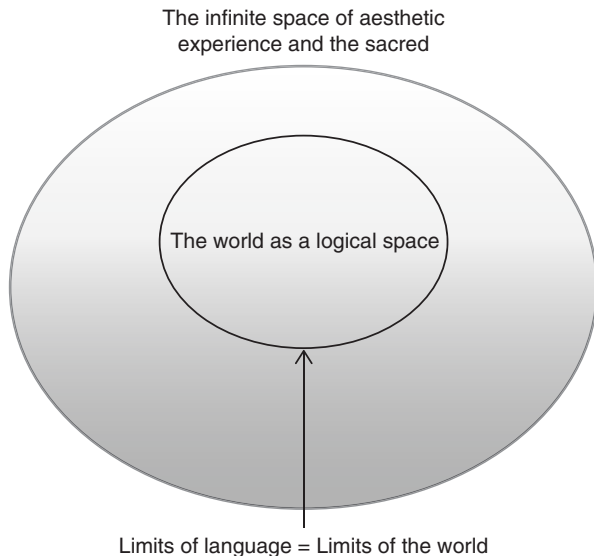 The infinite space of aesthetic
experience and the sacred
The world as a logical space
Limits of language = Limits of the world